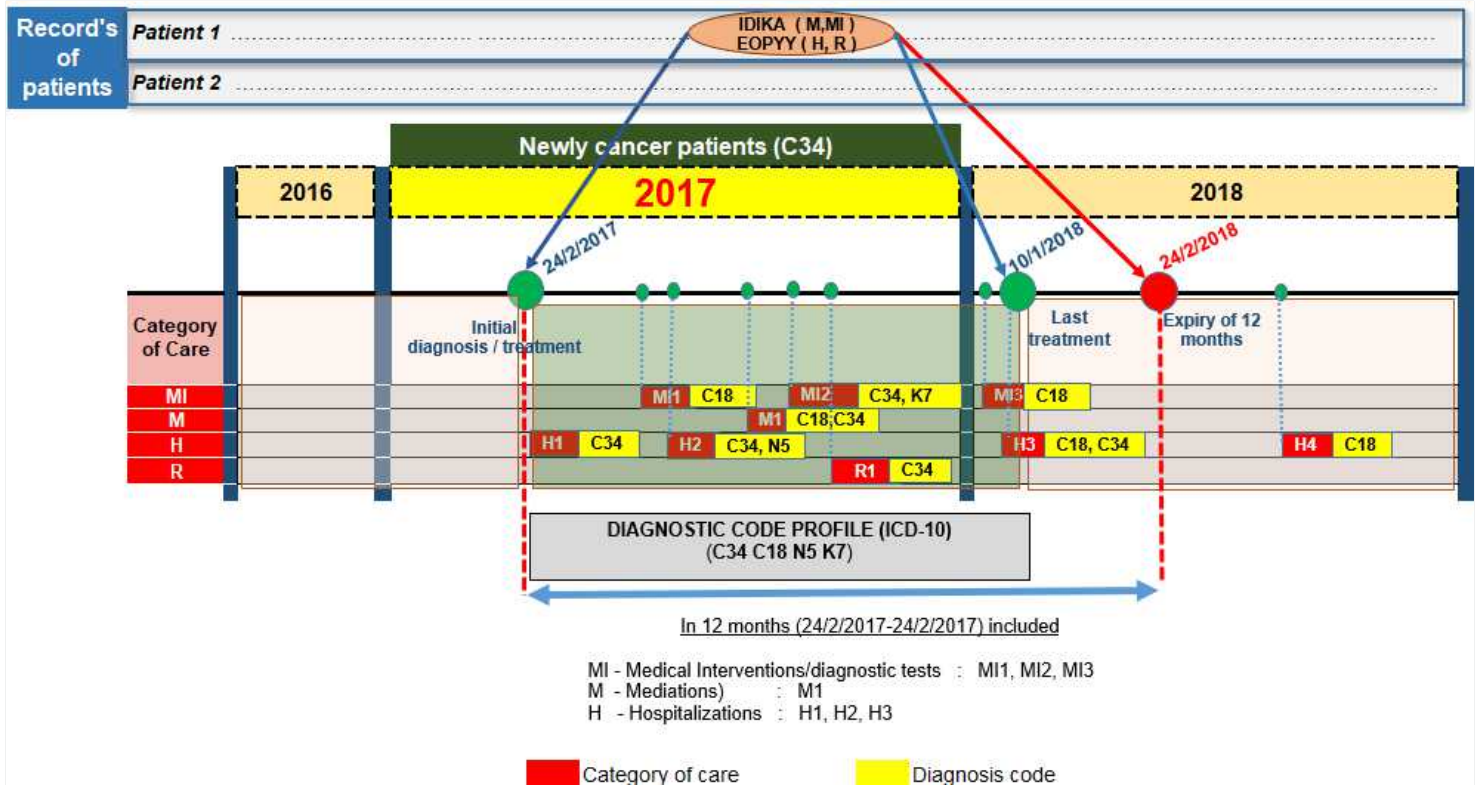 Record's
of
patients
Patient 1
IDIKA ( M,MI )
EOPYY ( H, R )
Patient 2
Newly cancer patients (C34)
2016
2017
2018
24/2/2017
10/1/2018
24/2/2018
Category
of Care
Initial
diagnosis / treatment
Last
treatment
Expiry of 12
months
MI
MI1 C18
MI2 C34, K7
MI3 C18
M
M1 C18,C34
H
H1 C34
H2 C34, N5
H3 C18, C34
H4 C18
R
R1 C34
DIAGNOSTIC CODE PROFILE (ICD-10)
(C34 C18 N5 K7)
In 12 months (24/2/2017-24/2/2017) included
MI - Medical Interventions/diagnostic tests : MI1, MI2, MI3
M - Mediations) : M1
H - Hospitalizations : H1, H2, H3
Category of care
Diagnosis code